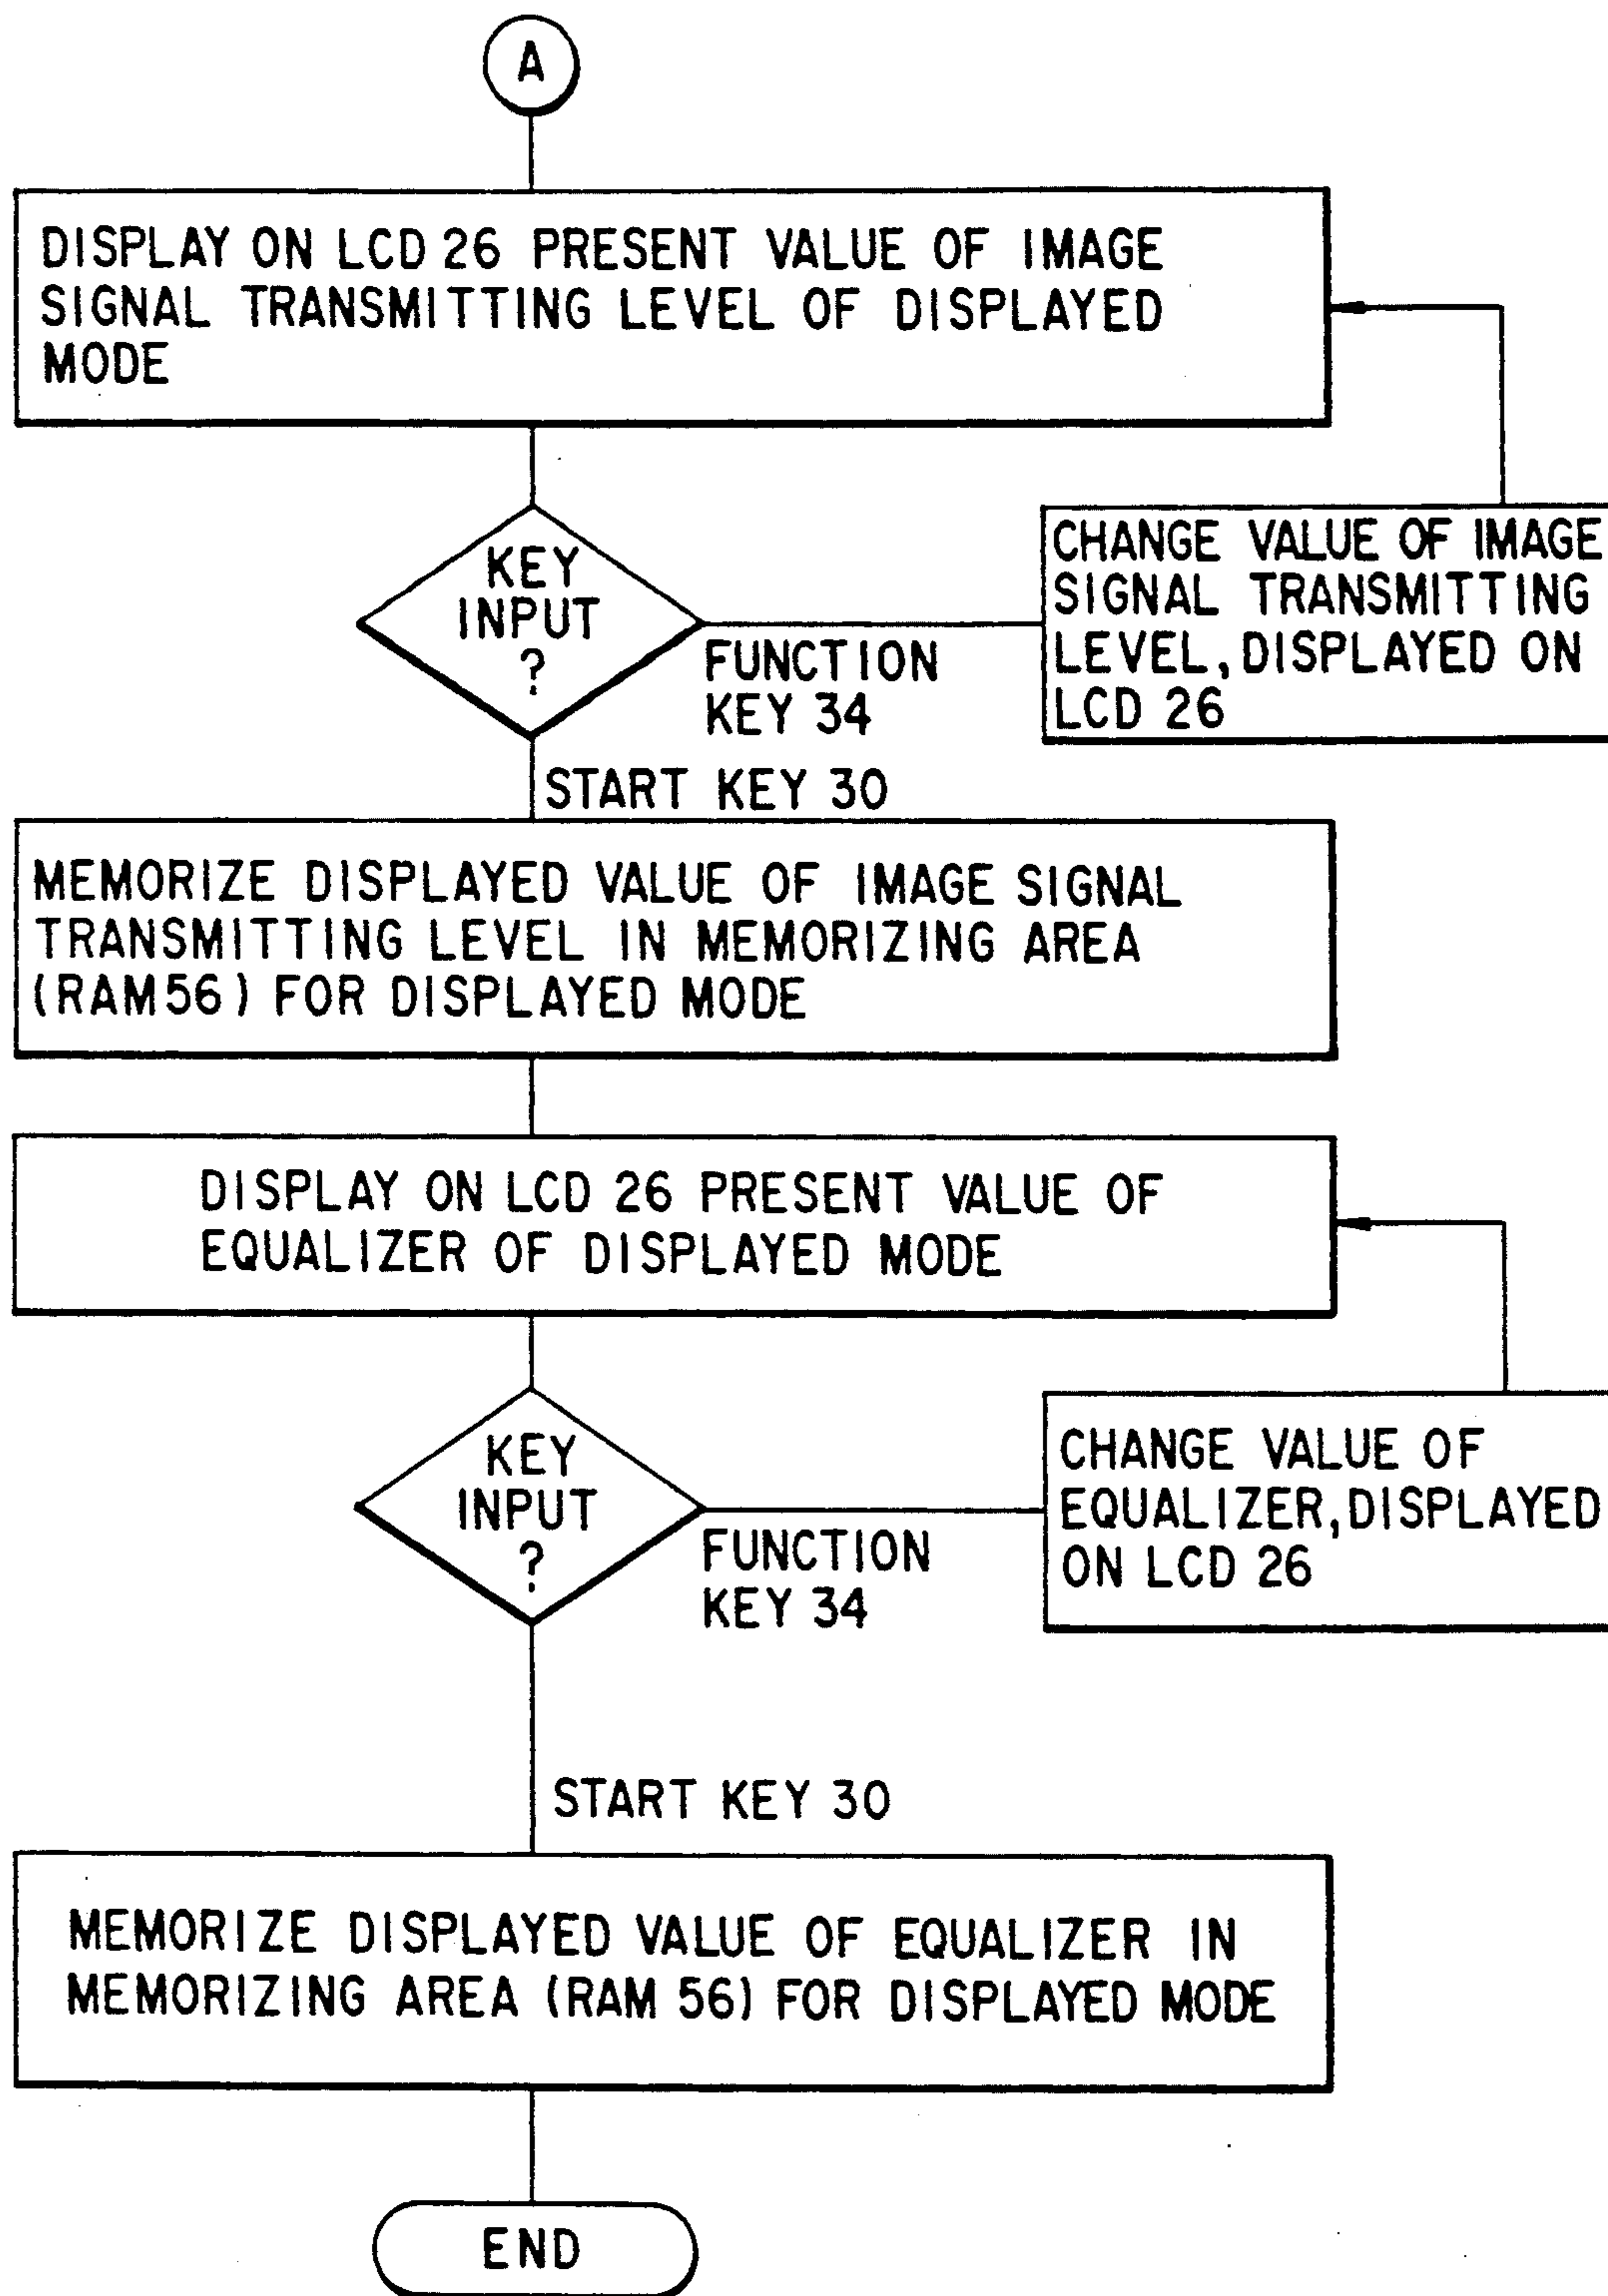 A
DISPLAY ON LCD 26 PRESENT VALUE OF IMAGE
SIGNAL TRANSMITTING LEVEL OF DISPLAYED
MODE
KEY
INPUT
?
FUNCTION
KEY 34
CHANGE VALUE OF IMAGE
SIGNAL TRANSMITTING
LEVEL, DISPLAYED ON
LCD 26
START KEY 30
MEMORIZE DISPLAYED VALUE OF IMAGE SIGNAL
TRANSMITTING LEVEL IN MEMORIZING AREA
(RAM56) FOR DISPLAYED MODE
DISPLAY ON LCD 26 PRESENT VALUE OF
EQUALIZER OF DISPLAYED MODE
KEY
INPUT
?
FUNCTION
KEY 34
CHANGE VALUE OF
EQUALIZER, DISPLAYED
ON LCD 26
START KEY 30
MEMORIZE DISPLAYED VALUE OF EQUALIZER IN
MEMORIZING AREA (RAM 56) FOR DISPLAYED MODE
END